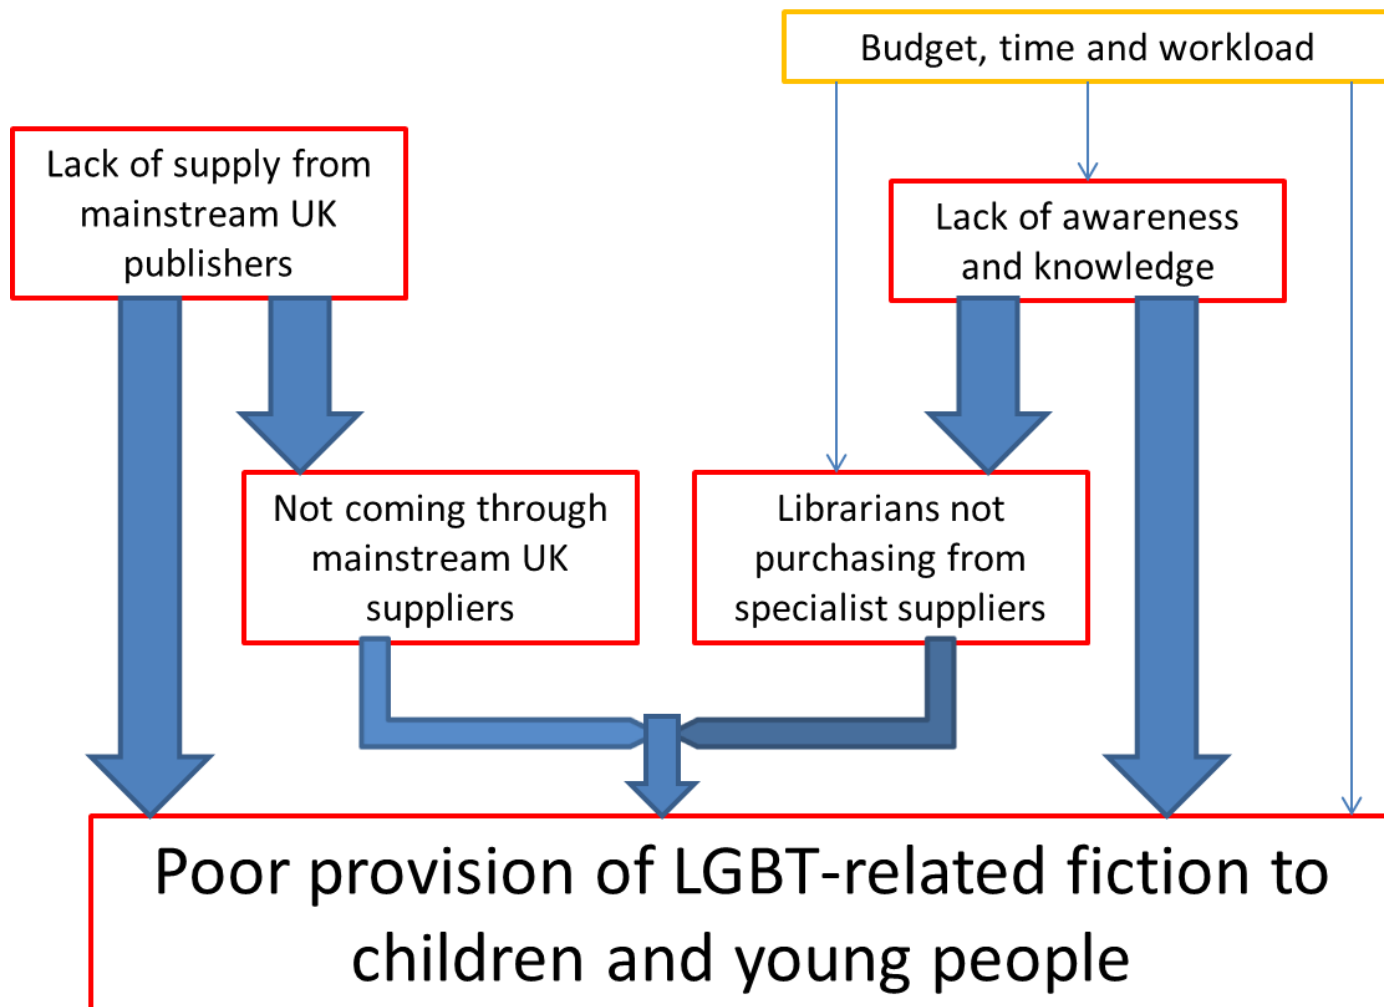 Budget, time and workload
Lack of supply from
mainstream UK
publishers
Lack of awareness
and knowledge
Not coming through
mainstream UK
suppliers
Librarians not
purchasing from
specialist suppliers
Poor provision of LGBT-related fiction to
children and young people